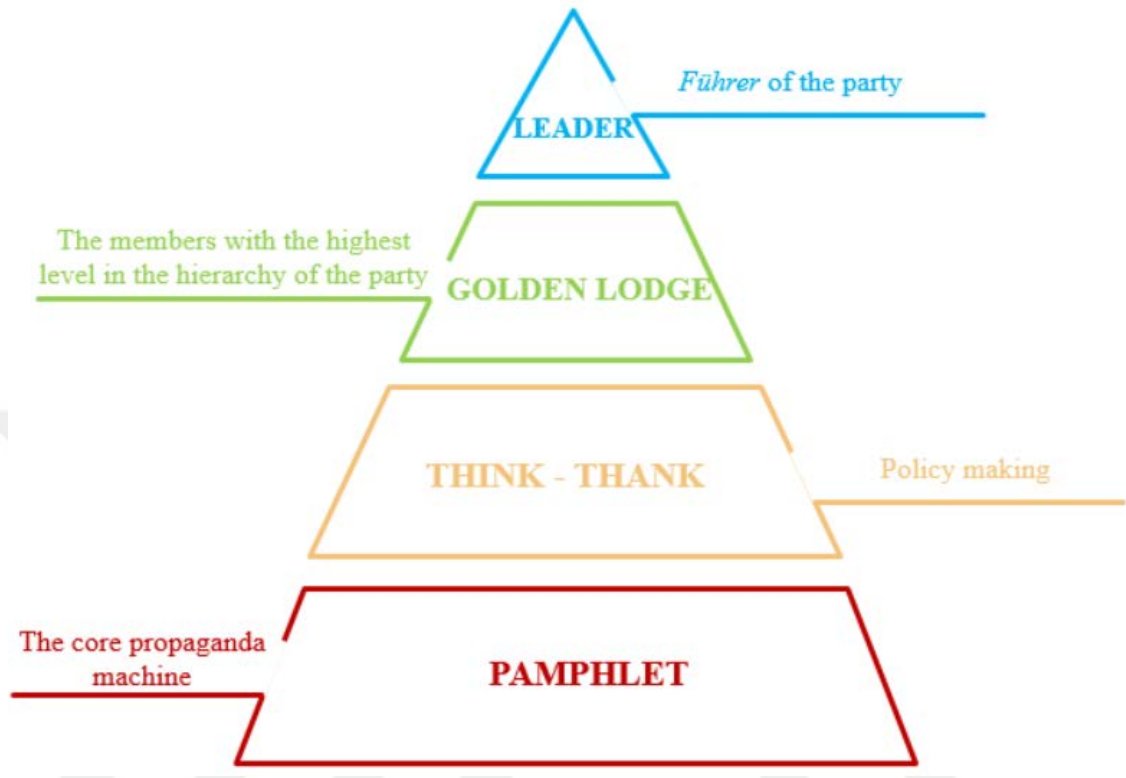 Führer of the party
LEADER
The members with the highest
level in the hierarchy of the party
GOLDEN LODGE
THINK - THANK
Policy making
The core propaganda
machine
PAMPHLET